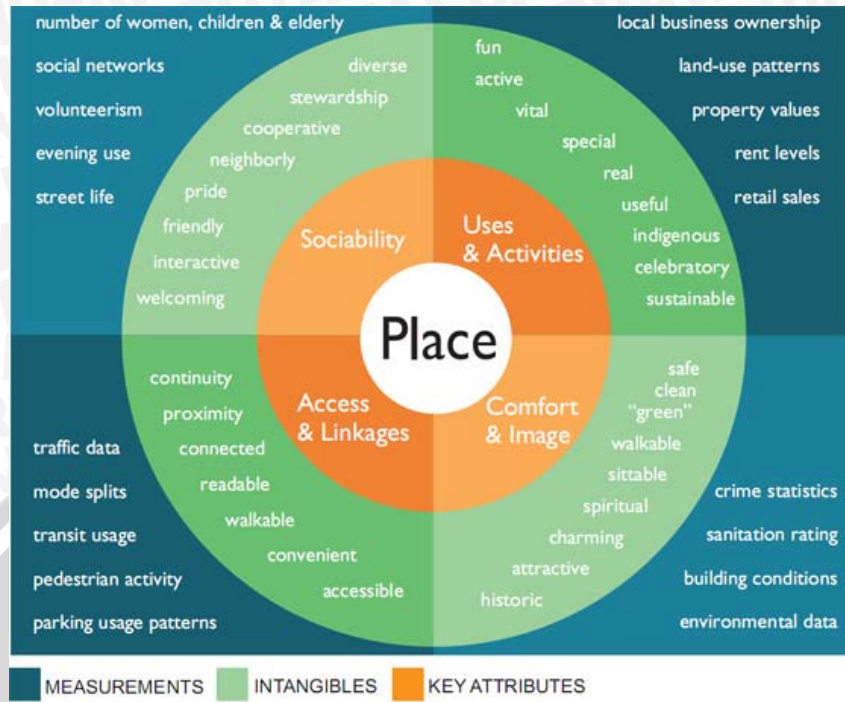 number of women, children & elderly
social networks
volunteerism
evening use
street life
diverse
stewardship
cooperative
neighborly
pride
friendly
interactive
welcoming
Sociability
fun
active
vital
special
real
useful
indigenous
celebratory
sustainable
Uses
& Activities
local business ownership
land-use patterns
property values
rent levels
retail sales
Place
continuity
proximity
connected
readable
walkable
convenient
accessible
Access
& Linkages
traffic data
mode splits
transit usage
pedestrian activity
parking usage patterns
Comfort
& Image
safe
clean
"green"
walkable
sittable
spiritual
charming
attractive
historic
crime statistics
sanitation rating
building conditions
environmental data
MEASUREMENTS
INTANGIBLES
KEY ATTRIBUTES